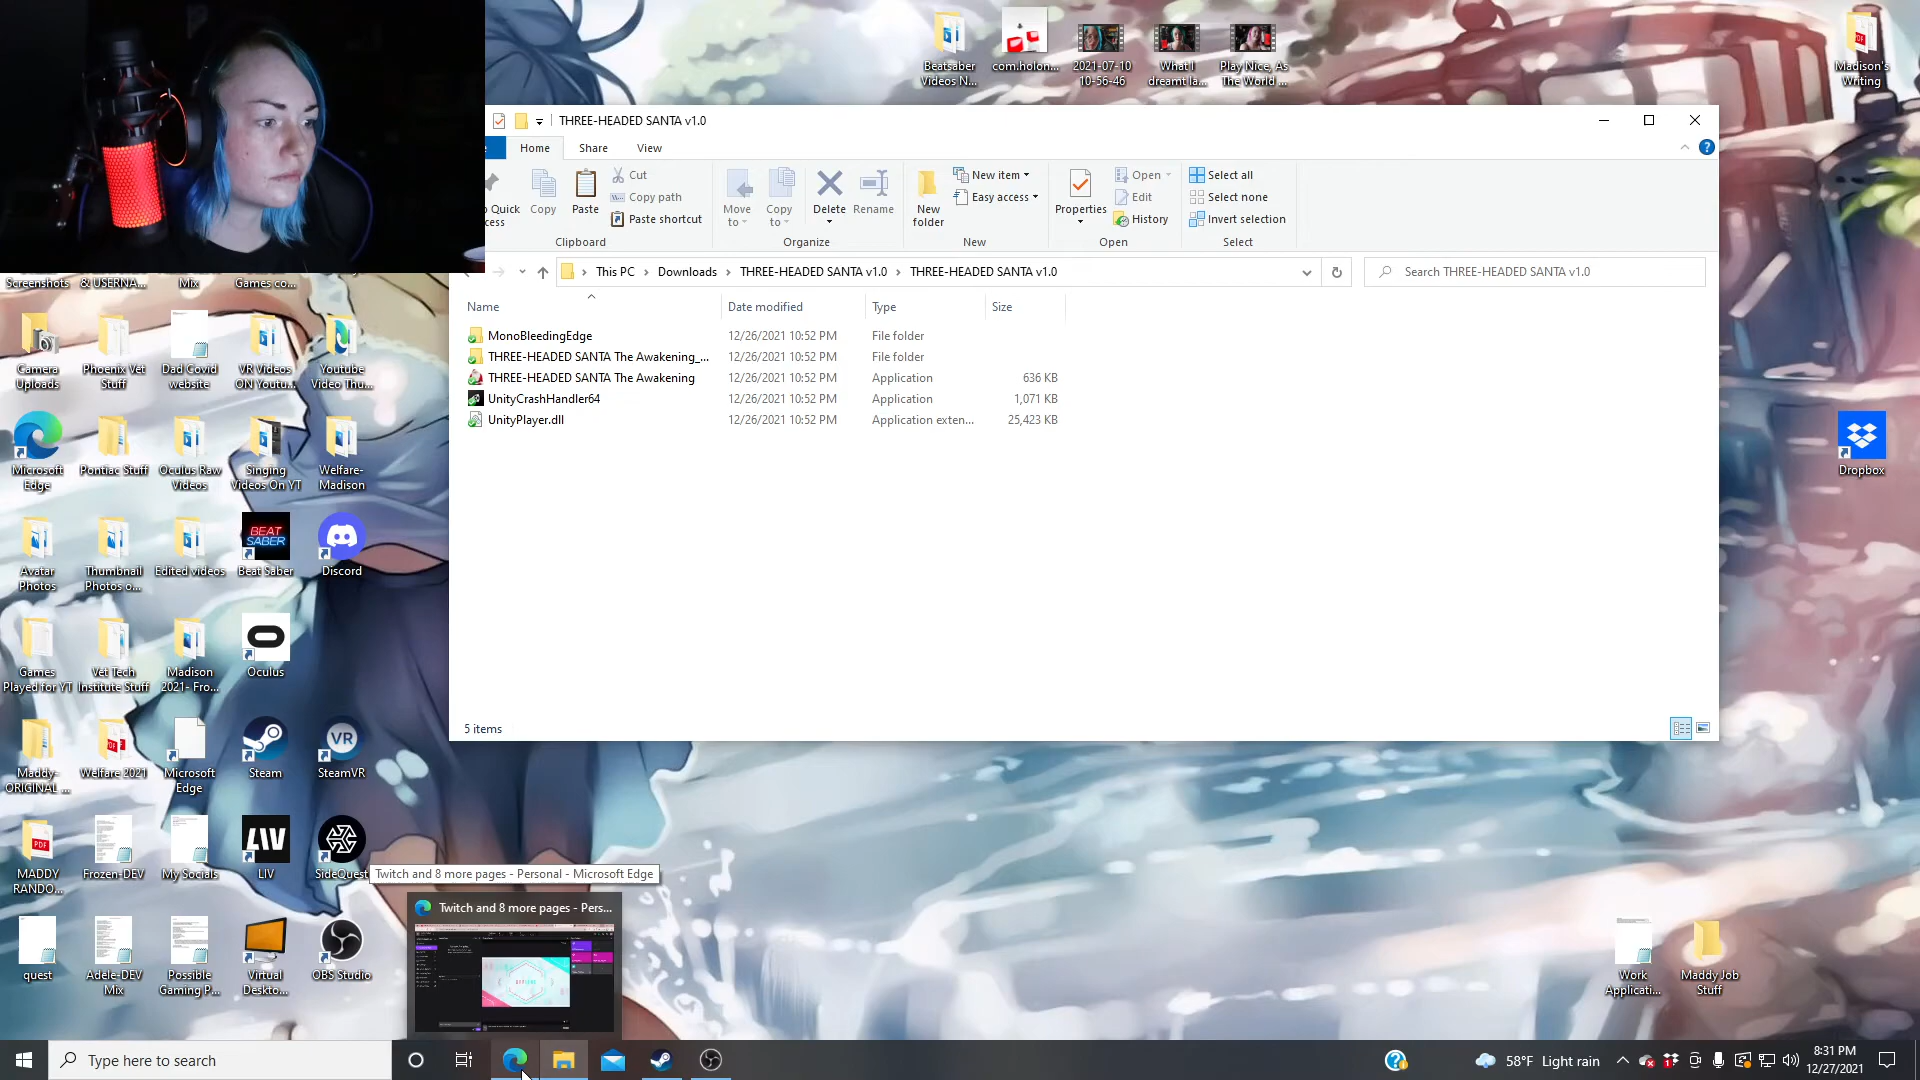 Beatsaber
Videos N...
com.holon...
2021-07-10
10-56-46
What I
dreamt la...
Play Nice, As
The World ...
Madison's
Writing
THREE-HEADED SANTA v1.0
Home
Share
View
Quick
Copy
Paste
Cut
Copy path
Paste shortcut
Clipboard
Move
to
Copy
to
Delete
Rename
Organize
New
folder
New item
Easy access
New
Properties
Open
Edit
History
Open
Select all
Select none
Invert selection
Select
This PC
Downloads
THREE-HEADED SANTA v1.0
THREE-HEADED SANTA v1.0
Search THREE-HEADED SANTA v1.0
Name
Date modified
Type
Size
MonoBleedingEdge 12/26/2021 10:52 PM File folder
THREE-HEADED SANTA The Awakening_... 12/26/2021 10:52 PM File folder
THREE-HEADED SANTA The Awakening 12/26/2021 10:52 PM Application 636 KB
UnityCrashHandler64 12/26/2021 10:52 PM Application 1,071 KB
UnityPlayer.dll 12/26/2021 10:52 PM Application exten... 25,423 KB
5 items
Screenshots
& USERNA...
Mix
Games co...
Camera
Uploads
Phoenix Vet
Stuff
Dad Covid
website
VR Videos
ON Youtu...
Youtube
Video Thu...
Microsoft
Edge
Pontiac Stuff
Oculus Raw
Videos
Singing
Videos On YT
Welfare-
Madison
Dropbox
Avatar
Photos
Thumbnail
Photos o...
Edited videos
BEAT
SABER
Beat Saber
Discord
Games
Played for YT
Vet Tech
Institute Stuff
Madison
2021- Fro...
Oculus
Maddy-
ORIGINAL ...
Welfare 2021
Microsoft
Edge
Steam
VR
SteamVR
MADDY
RANDO...
Frozen-DEV
My Socials
LIV
LIV
SideQuest
Twitch and 8 more pages - Personal - Microsoft Edge
Twitch and 8 more pages - Pers...
quest
Adele-DEV
Mix
Possible
Gaming P...
Virtual
Deskto...
OBS Studio
Work
Applicati...
Maddy Job
Stuff
Type here to search
58°F Light rain
8:31 PM
12/27/2021